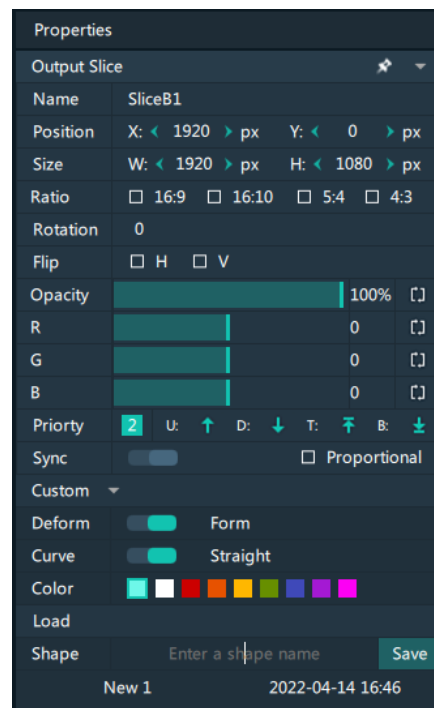 Properties
Output Slice
Name SliceB1
Position X: 1920 px Y: 0 px
Size W: 1920 px H: 1080 px
Ratio 16:9 16:10 5:4 4:3
Rotation 0
Flip H V
Opacity 100%
R 0
G 0
B 0
Priorty 2 U: D: T: B:
Sync Proportional
Custom
Deform Form
Curve Straight
Color
Load
Shape Enter a shape name Save
New 1 2022-04-14 16:46